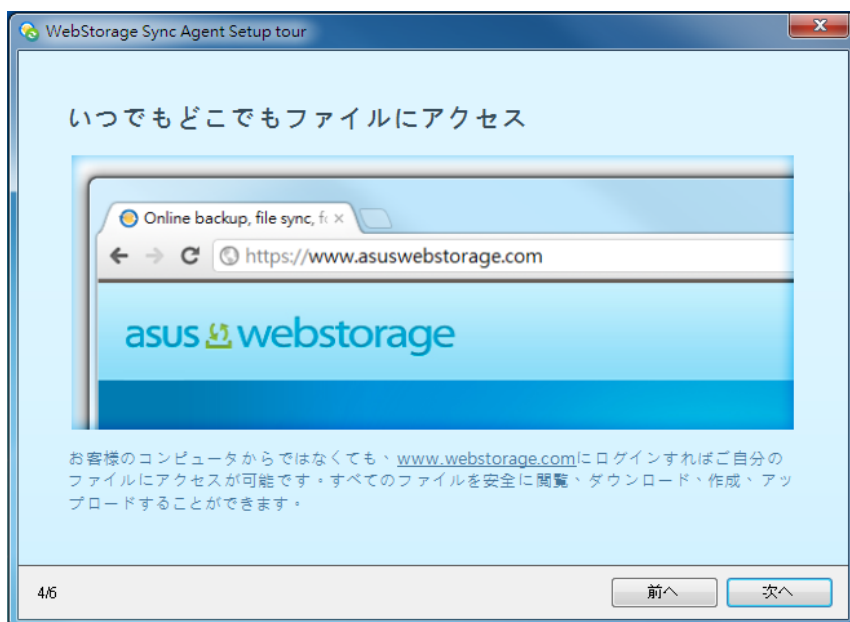 WebStorage Sync Agent Setup tour
いつでもどこでもファイルにアクセス
Online backup, file sync, fo
https://www.asuswebstorage.com
asus webstorage
お客様のコンピュータからではなくても、www.webstorage.comにログインすればご自分の
ファイルにアクセスが可能です。すべてのファイルを安全に閲覧、ダウンロード、作成、アッ
プロードすることができます。
4/6
前へ
次へ